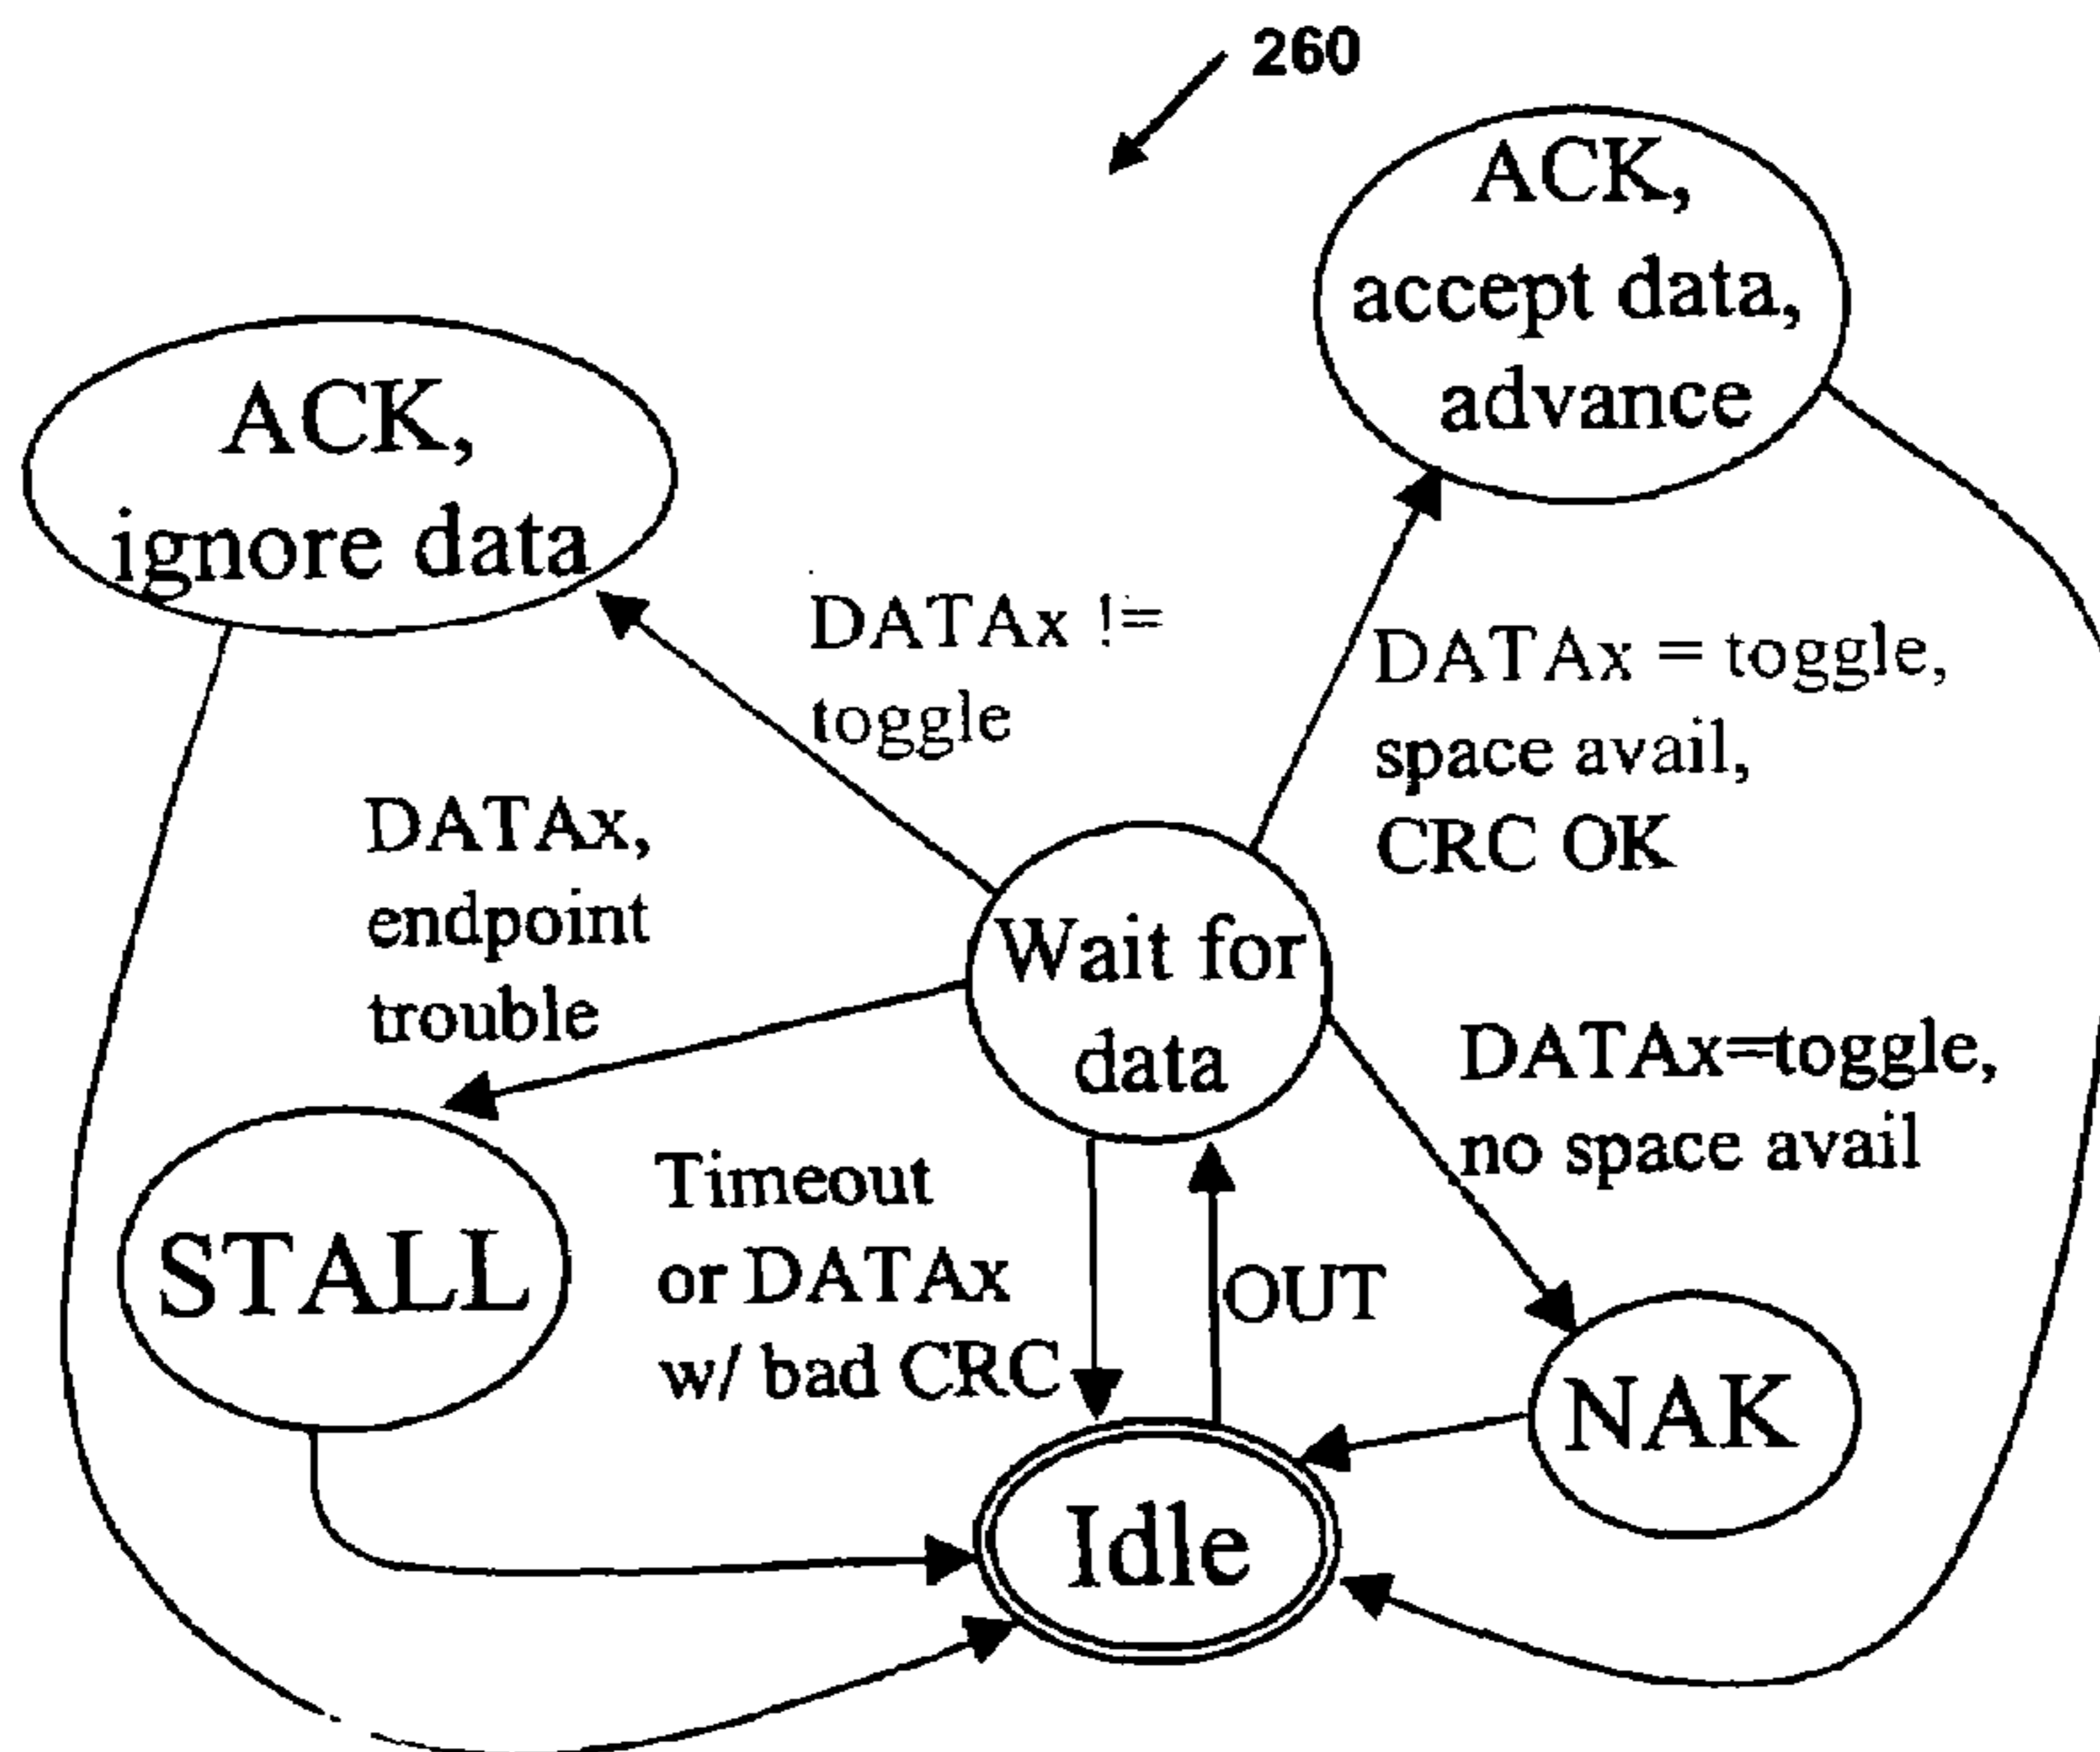 260
ACK,
accept data,
advance
ACK,
ignore data
DATAx !=
toggle
DATAx = toggle,
space avail,
CRC OK
DATAx,
endpoint
trouble
Wait for
data
DATAx=toggle,
no space avail
STALL
Timeout
or DATAx
w/ bad CRC
OUT
NAK
Idle